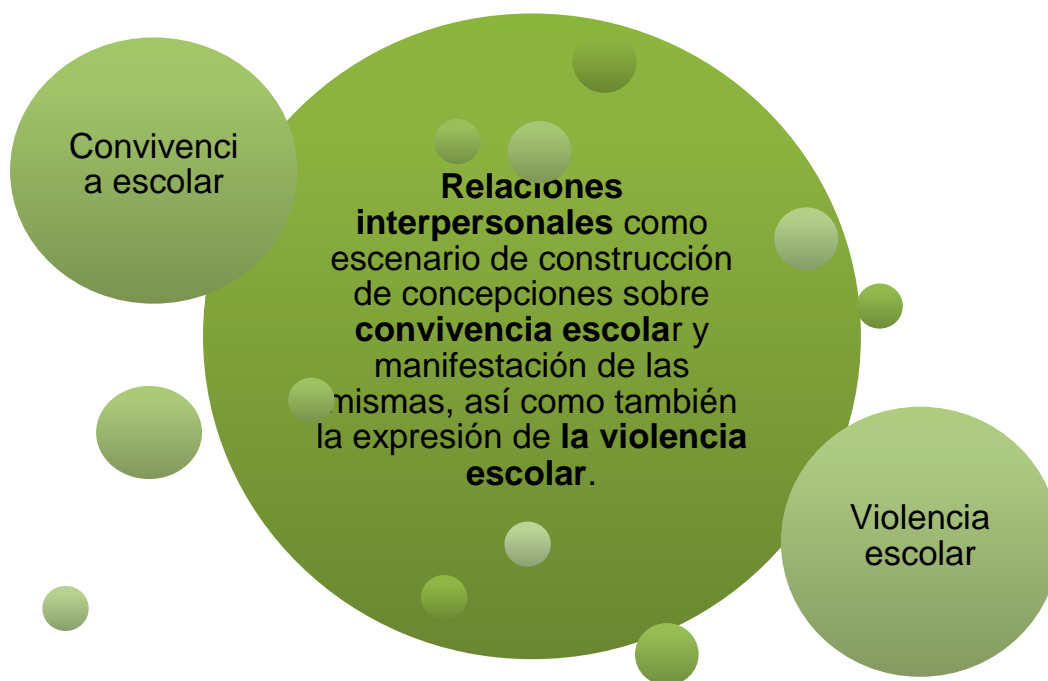 Convivenci
a escolar
Relaciones
interpersonales como
escenario de construcción
de concepciones sobre
convivencia escolar y
manifestación de las
mismas, así como también
la expresión de la violencia
escolar.
Violencia
escolar